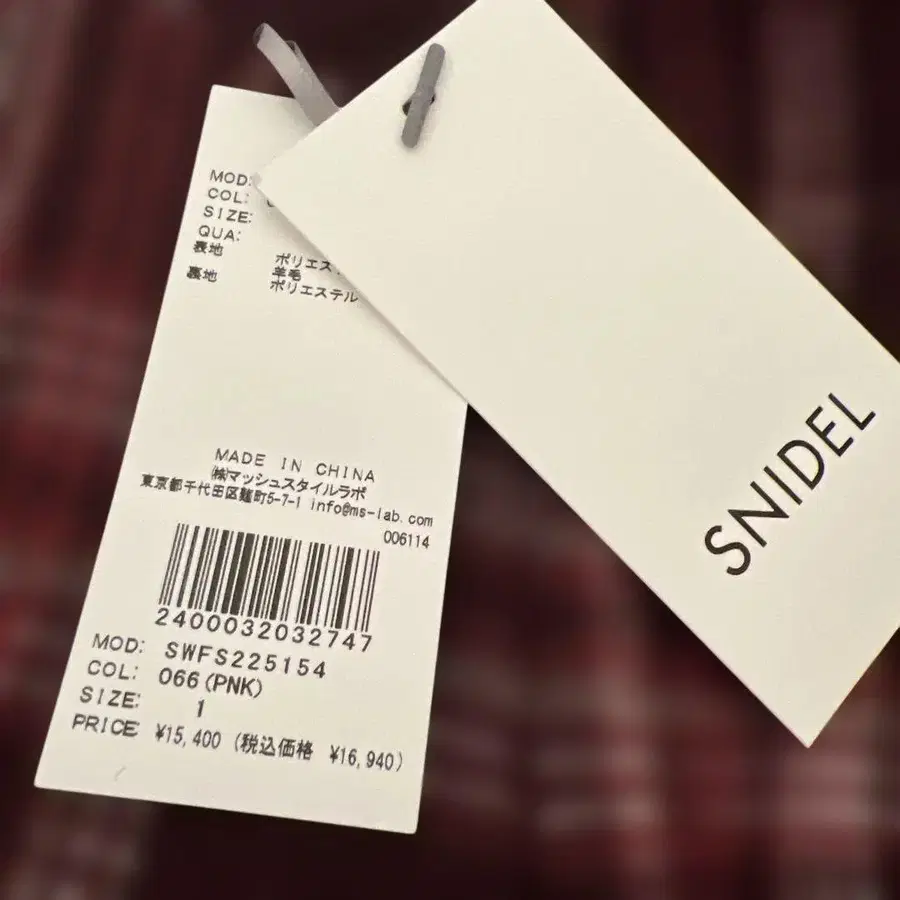 MOD:
COL:
SIZE:
QUA:
表地 ポリエス
羊毛
裏地 ポリエステル
MADE IN CHINA
㈱マッシュスタイルラボ
東京都千代田区麹町5-7-1 info@ms-lab.com
006114
2400032032747
MOD: SWFS225154
COL: 066(PNK)
SIZE: 1
PRICE ¥15,400 (税込価格 ¥16,940)
SNIDEL